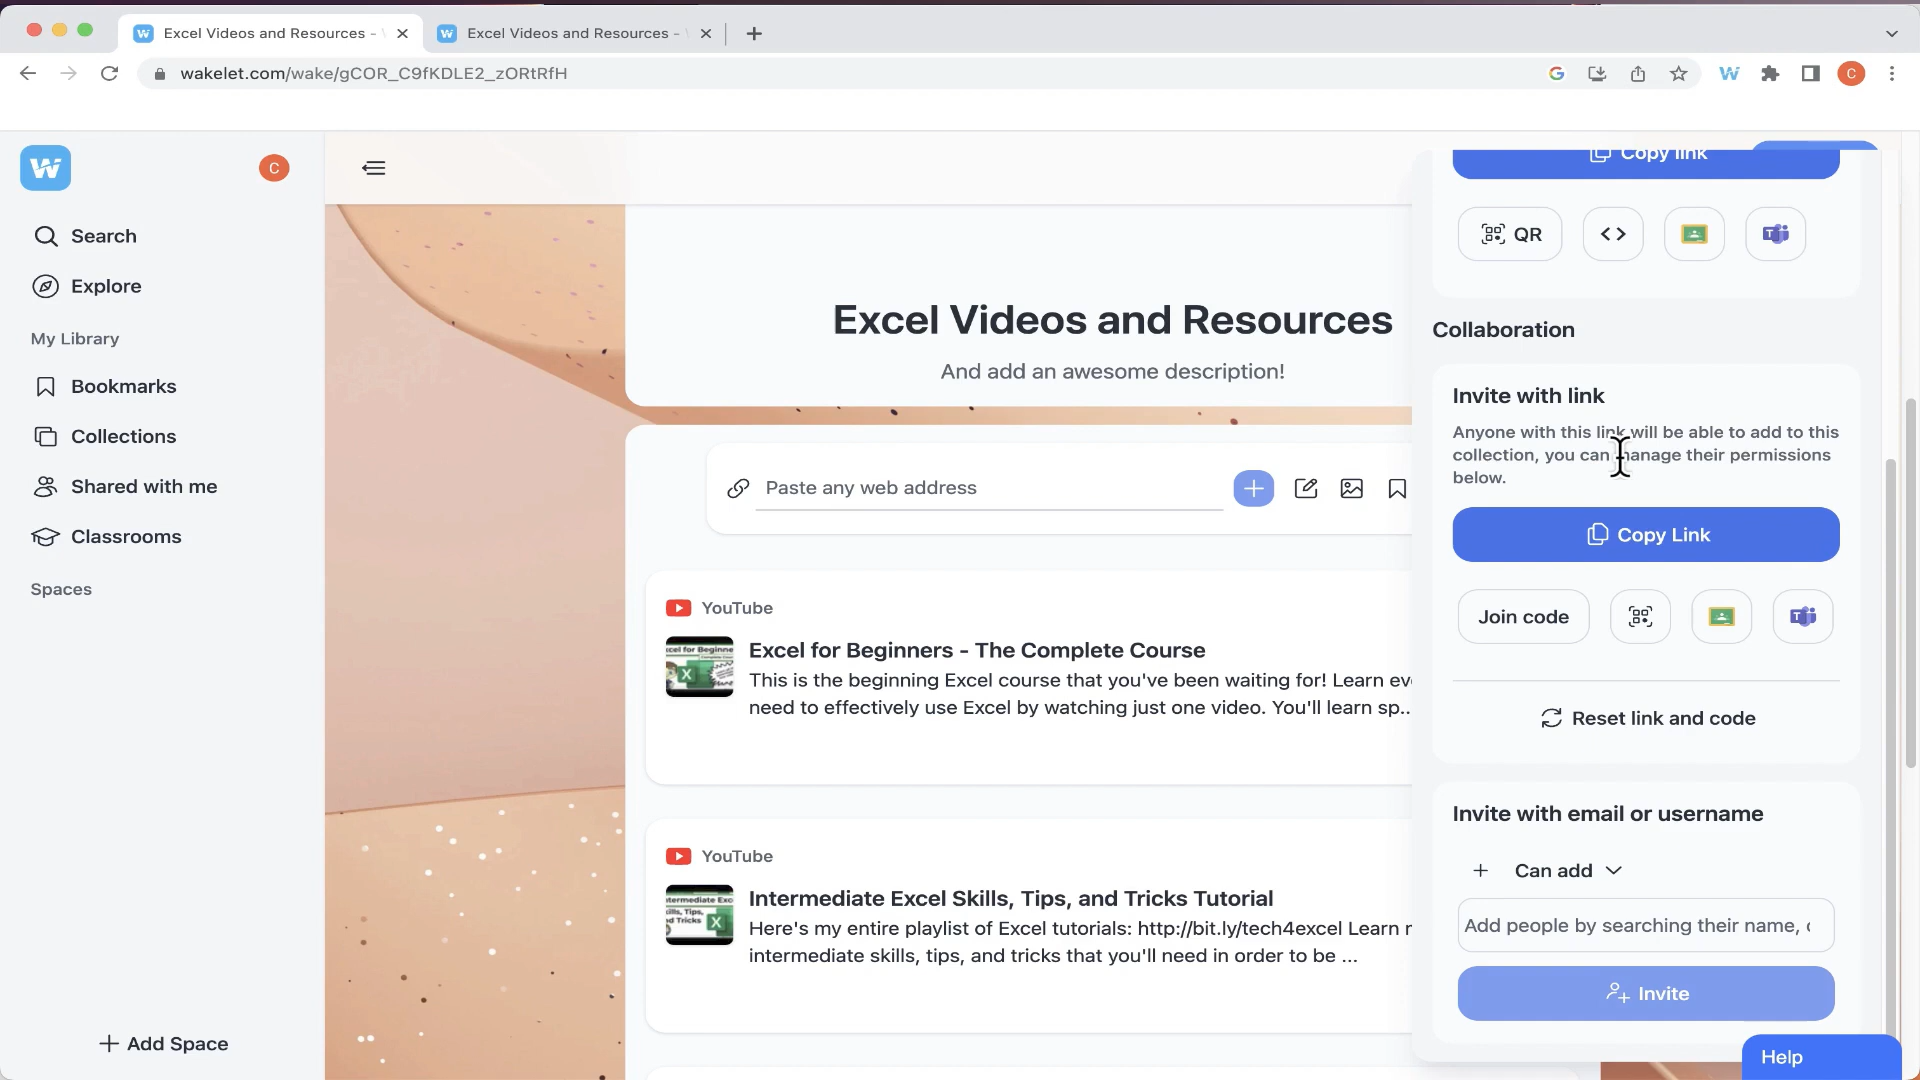 Excel Videos and Resources -
Excel Videos and Resources -
wakelet.com/wake/gCOR_C9fKDLE2_zORtRfH
C
W
C
Search
Explore
My Library
Bookmarks
Collections
Shared with me
Classrooms
Spaces
Add Space
Excel Videos and Resources
And add an awesome description!
Paste any web address
YouTube
Excel for Beginners - The Complete Course
This is the beginning Excel course that you've been waiting for! Learn ev
need to effectively use Excel by watching just one video. You'll learn sp..
YouTube
Intermediate Excel Skills, Tips, and Tricks Tutorial
Here's my entire playlist of Excel tutorials: http://bit.ly/tech4excel Learn
intermediate skills, tips, and tricks that you'll need in order to be ...
Copy link
QR
Collaboration
Invite with link
Anyone with this link will be able to add to this
collection, you can manage their permissions
below.
Copy Link
Join code
Reset link and code
Invite with email or username
Can add
Add people by searching their name,
Invite
Help